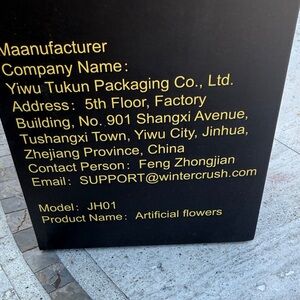 Maanufacturer
Company Name:
Yiwu Tukun Packaging Co., Ltd.
Address: 5th Floor, Factory
Building, No. 901 Shangxi Avenue,
Tushangxi Town, Yiwu City, Jinhua,
Zhejiang Province, China
Contact Person: Feng Zhongjian
Email: SUPPORT@wintercrush.com
Model: JH01
Product Name: Artificial flowers